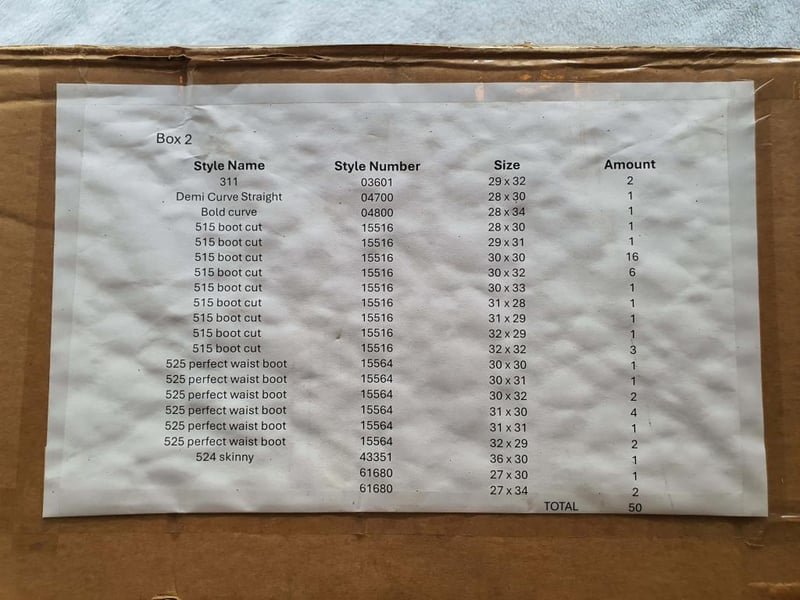 Box 2
Style Name Style Number Size Amount
311 03601 29 x 32 2
Demi Curve Straight 04700 28 x 30 1
Bold curve 04800 28 x 34 1
515 boot cut 15516 28 x 30 1
515 boot cut 15516 29 x 31 1
515 boot cut 15516 30 x 30 16
515 boot cut 15516 30 x 32 6
515 boot cut 15516 30 x 33 1
515 boot cut 15516 31 x 28 1
515 boot cut 15516 31 x 29 1
515 boot cut 15516 32 x 29 1
515 boot cut 15516 32 x 32 3
525 perfect waist boot 15564 30 x 30 1
525 perfect waist boot 15564 30 x 31 1
525 perfect waist boot 15564 30 x 32 2
525 perfect waist boot 15564 31 x 30 4
525 perfect waist boot 15564 31 x 31 1
525 perfect waist boot 15564 32 x 29 2
524 skinny 43351 36 x 30 1
61680 27 x 30 1
61680 27 x 34 2
TOTAL 50